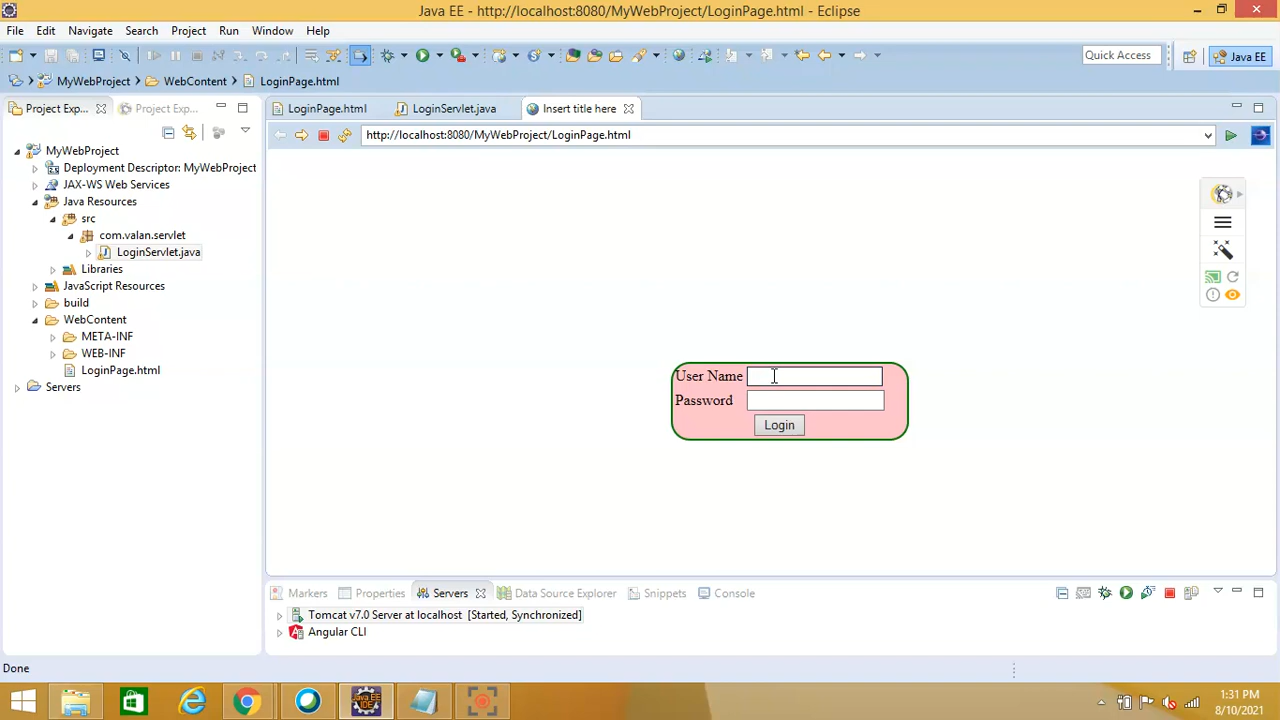 Java EE - http://localhost:8080/MyWebProject/LoginPage.html - Eclipse
File Edit Navigate Search Project Run Window Help
Quick Access Java EE
MyWebProject WebContent LoginPage.html
Project Exp... Project Exp... LoginPage.html LoginServlet.java Insert title here
http://localhost:8080/MyWebProject/LoginPage.html
MyWebProject
Deployment Descriptor: MyWebProject
JAX-WS Web Services
Java Resources
src
com.valan.servlet
LoginServlet.java
Libraries
JavaScript Resources
build
WebContent
META-INF
WEB-INF
LoginPage.html
Servers
User Name
Password
Login
Markers Properties Servers Data Source Explorer Snippets Console
Tomcat v7.0 Server at localhost [Started, Synchronized]
Angular CLI
Done
1:31 PM
8/10/2021